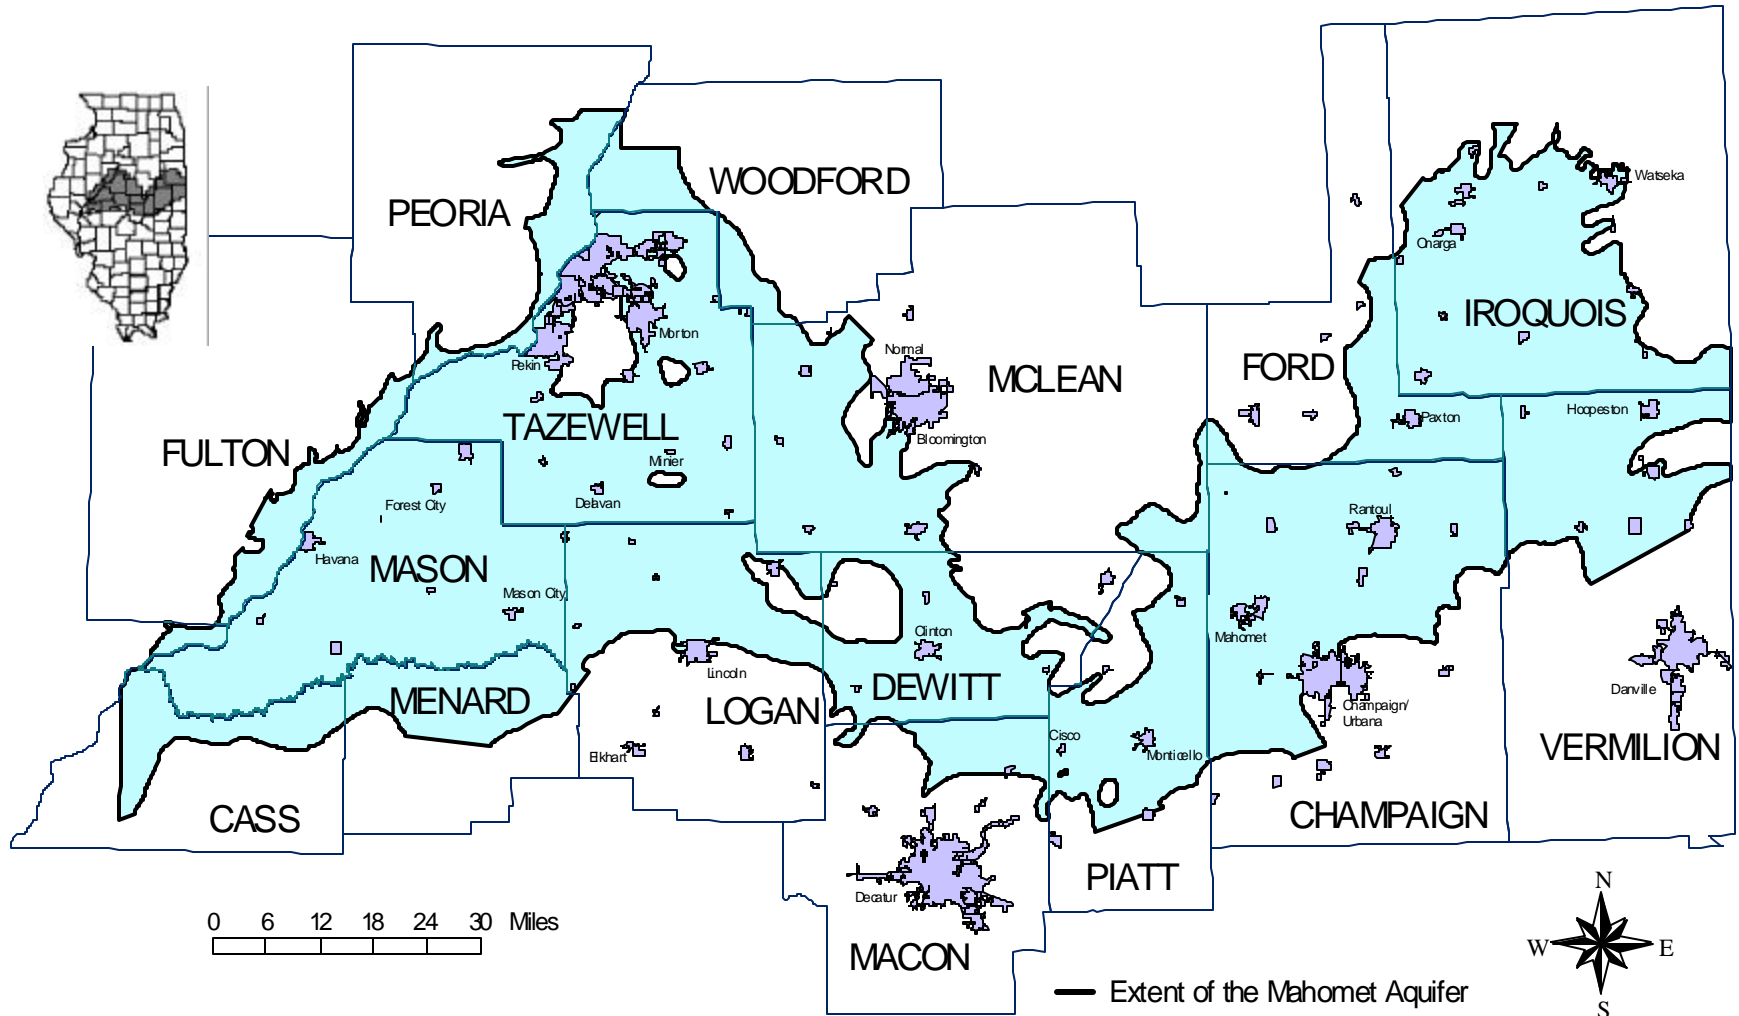 WOODFORD
PEORIA
Watseka
Onarga
IROQUOIS
Morton
Pekin
Normal
MCLEAN
FORD
Bloomington
Paxton
Hoopeston
TAZEWELL
FULTON
Minier
Delavan
Forest City
Rantoul
Havana
MASON
Mason City
Clinton
Mahomet
Lincoln
DEWITT
MENARD
LOGAN
Danville
Champaign/
Urbana
Cisco
Monticello
Elkhart
VERMILION
CASS
CHAMPAIGN
PIATT
Decatur
MACON
0 6 12 18 24 30 Miles
N
W E
S
Extent of the Mahomet Aquifer